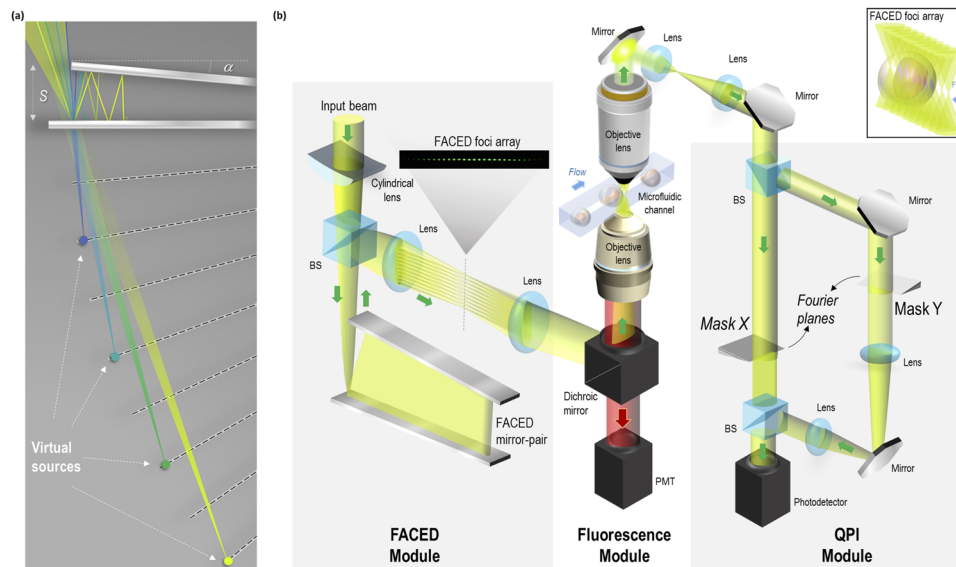 (a)
α
S
Virtual
sources
(b)
Input beam
FACED foci array
Cylindrical
lens
BS
Lens
Lens
FACED
mirror-pair
FACED
Module
Mirror
Lens
Lens
Mirror
Objective
lens
Flow
Microfluidic
channel
Objective
lens
Dichroic
mirror
PMT
Fluorescence
Module
FACED foci array
BS
Mirror
Fourier
planes
Mask X
Mask Y
Lens
Lens
BS
Mirror
Photodetector
QPI
Module